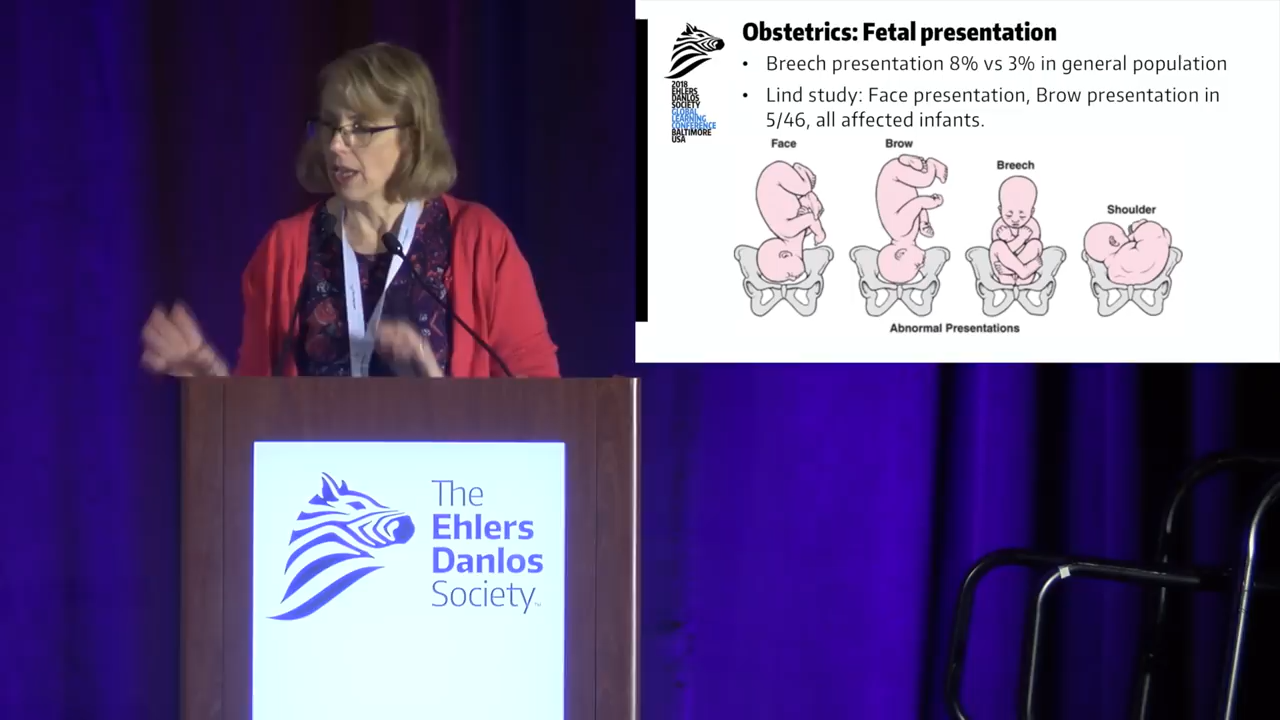 Obstetrics: Fetal presentation
• Breech presentation 8% vs 3% in general population
• Lind study: Face presentation, Brow presentation in
5/46, all affected infants.
2018
EHLERS
DANLOS
SOCIETY
GLOBAL
LEARNING
CONFERENCE
BALTIMORE
USA
Face
Brow
Breech
Shoulder
Abnormal Presentations
The
Ehlers
Danlos
Society